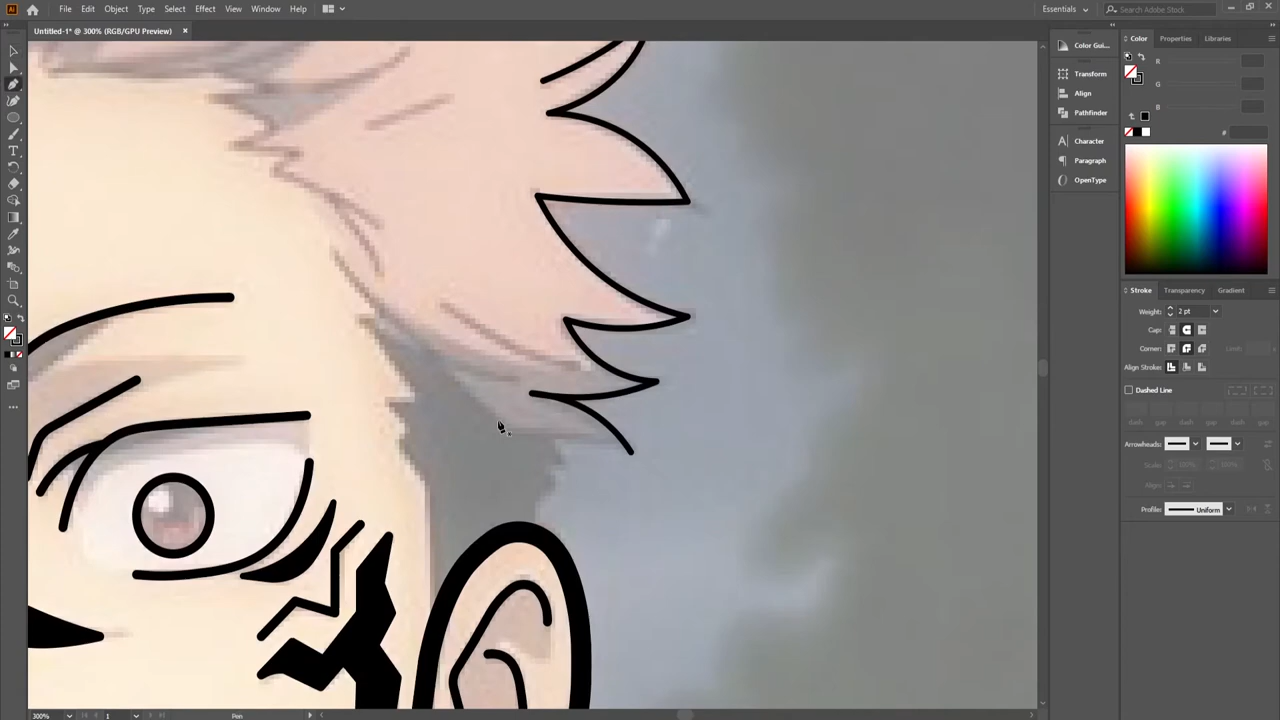 File Edit Object Type Select Effect View Window Help
Essentials
Search Adobe Stock
Untitled-1* @ 300% (RGB/GPU Preview)
Color Properties Libraries
Color Gui...
R
Transform
G
Align
B
Pathfinder
#
Character
Paragraph
OpenType
Stroke Transparency Gradient
Weight: 2 pt
Cap:
Corner:
Limit:
Align Stroke:
Dashed Line
dash gap dash gap dash gap
Arrowheads:
Scale: 100% 100%
Align:
Profile: Uniform
300% 1 Pen